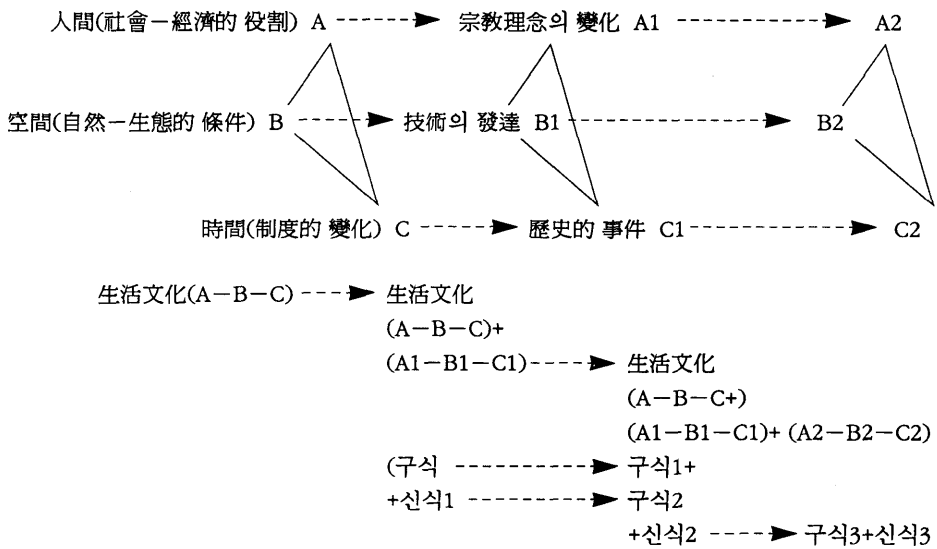 人間(社會－經濟的 役割) A 宗敎理念의 變化 A1 A2
空間(自然－生態的 條件) B 技術의 發達 B1 B2
時間(制度的 變化) C 歷史的 事件 C1 C2
生活文化(A－B－C) 生活文化
(A－B－C)+
(A1－B1－C1) 生活文化
(A－B－C+)
(A1－B1－C1)+ (A2－B2－C2)
(구식 구식1+
+신식1 구식2
+신식2 구식3+신식3